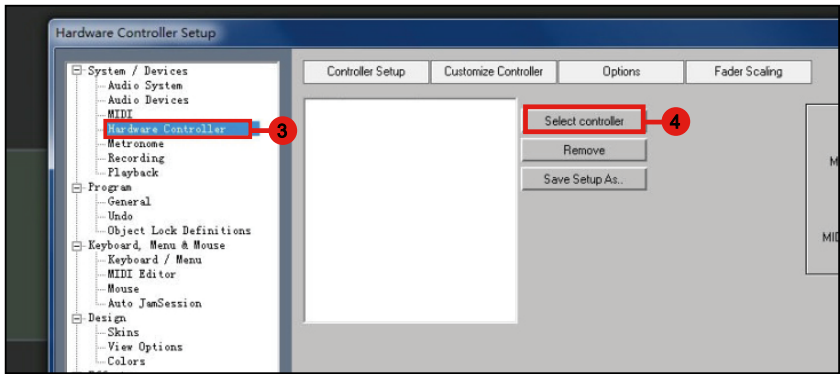 Hardware Controller Setup
System / Devices
Audio System
Audio Devices
MIDI
Hardware Controller
3
Metronome
Recording
Playback
Program
General
Undo
Object Lock Definitions
Keyboard, Menu & Mouse
Keyboard / Menu
MIDI Editor
Mouse
Auto JamSession
Design
Skins
View Options
Colors
Controller Setup
Customize Controller
Options
Fader Scaling
Select controller
4
Remove
Save Setup As..